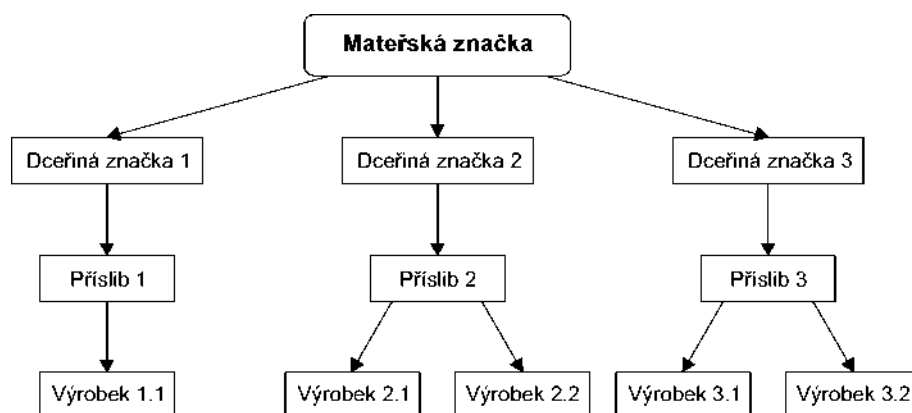 Mateřská značka
Dceřiná značka 1
Dceřiná značka 2
Dceřiná značka 3
Příslib 1
Příslib 2
Příslib 3
Výrobek 1.1
Výrobek 2.1
Výrobek 2.2
Výrobek 3.1
Výrobek 3.2